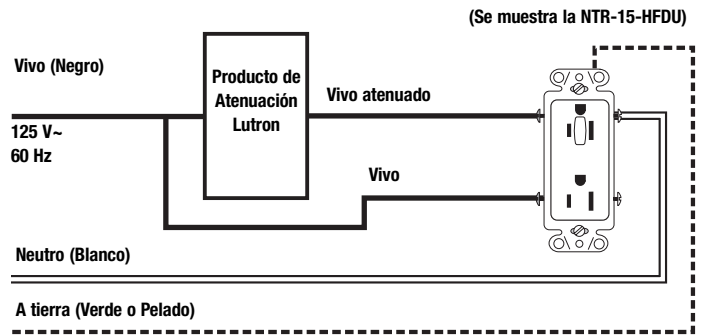 (Se muestra la NTR-15-HFDU)
Vivo (Negro)
Producto de
Atenuación
Lutron
Vivo atenuado
125 V~
60 Hz
Vivo
Neutro (Blanco)
A tierra (Verde o Pelado)